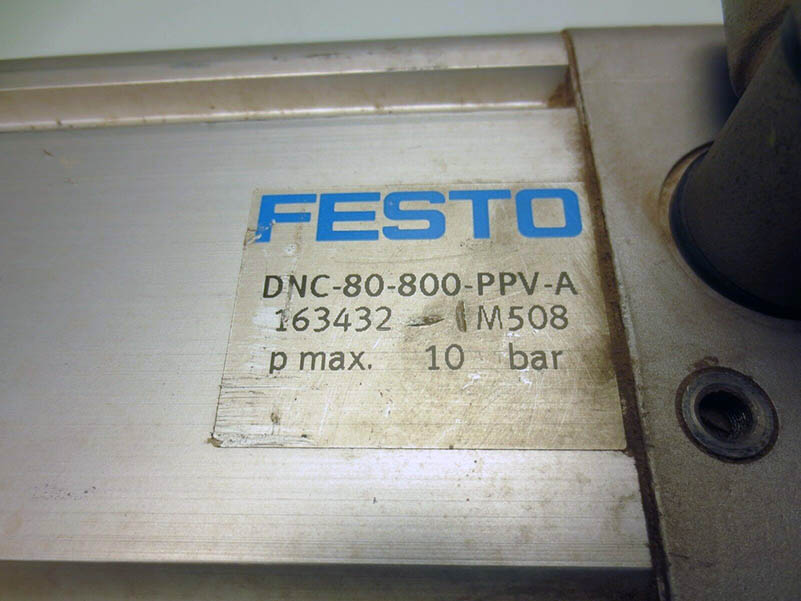 FESTO
DNC-80-800-PPV-A
163432 M508
p max. 10 bar